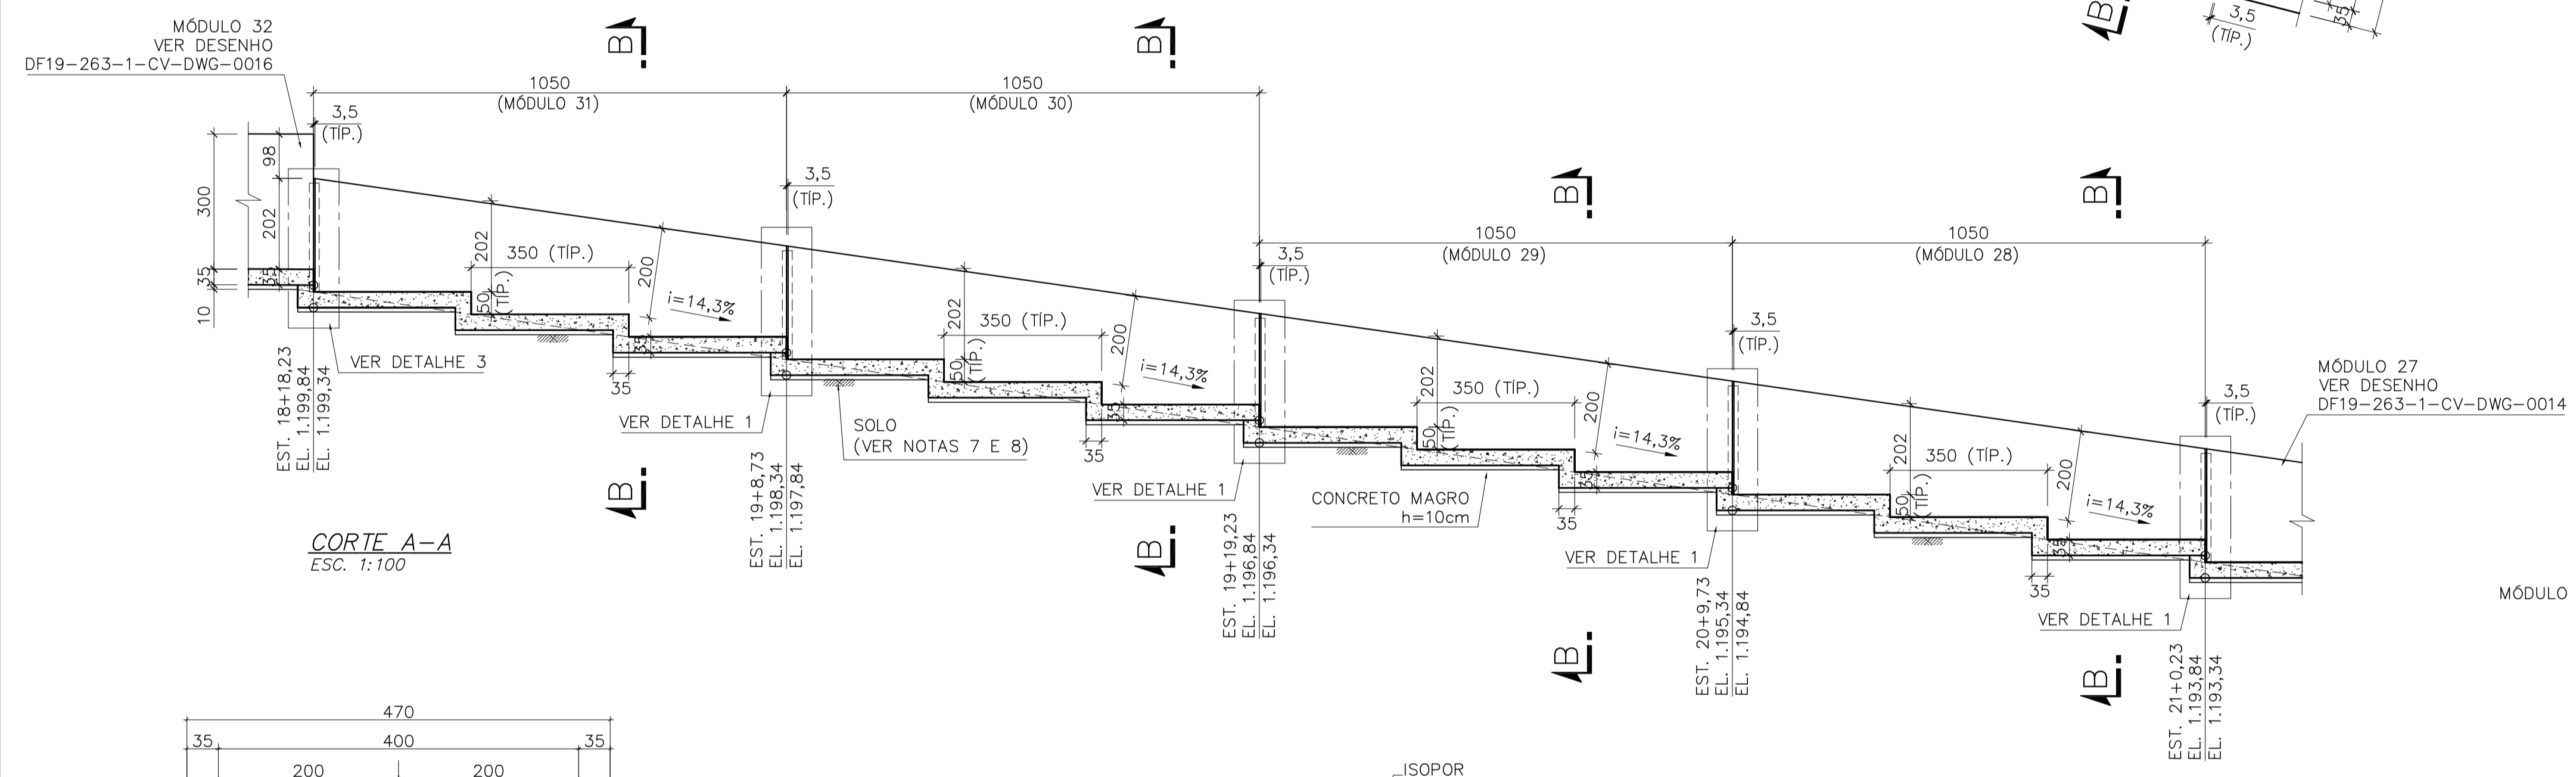 MÓDULO 32
VER DESENHO
DF19-263-1-CV-DWG-0016
B
B
B
3,5
(TÍP.)
35
1050
(MÓDULO 31)
1050
(MÓDULO 30)
3,5
(TÍP.)
98
300
202
35
35
10
202
350 (TÍP.)
50
(TÍP.)
200
i=14,3%
35
35
3,5
(TÍP.)
VER DETALHE 3
EST. 18+18,23
EL. 1.199,84
EL. 1.199,34
202
350 (TÍP.)
50
(TÍP.)
200
i=14,3%
35
35
VER DETALHE 1
SOLO
(VER NOTAS 7 E 8)
EST. 19+8,73
EL. 1.198,34
EL. 1.197,84
B
B
B
1050
(MÓDULO 29)
1050
(MÓDULO 28)
3,5
(TÍP.)
202
350 (TÍP.)
50
(TÍP.)
200
i=14,3%
35
35
VER DETALHE 1
CONCRETO MAGRO
h=10cm
EST. 19+19,23
EL. 1.196,84
EL. 1.196,34
B
3,5
(TÍP.)
202
350 (TÍP.)
50
(TÍP.)
200
i=14,3%
35
35
VER DETALHE 1
EST. 20+9,73
EL. 1.195,34
EL. 1.194,84
B
3,5
(TÍP.)
MÓDULO 27
VER DESENHO
DF19-263-1-CV-DWG-0014
VER DETALHE 1
EST. 21+0,23
EL. 1.193,84
EL. 1.193,34
B
MÓDULO
CORTE A-A
ESC. 1:100
470
35
400
35
200
200
ISOPOR